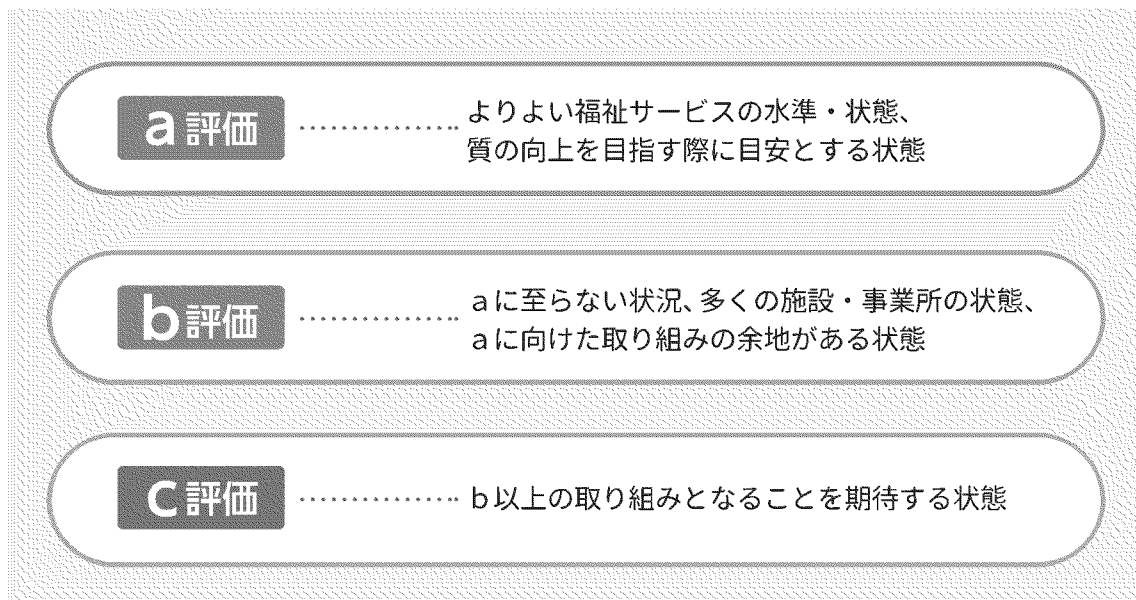 a評価
よりよい福祉サービスの水準・状態、
質の向上を目指す際に目安とする状態
b評価
aに至らない状況、多くの施設・事業所の状態、
aに向けた取り組みの余地がある状態
c評価
b以上の取り組みとなることを期待する状態